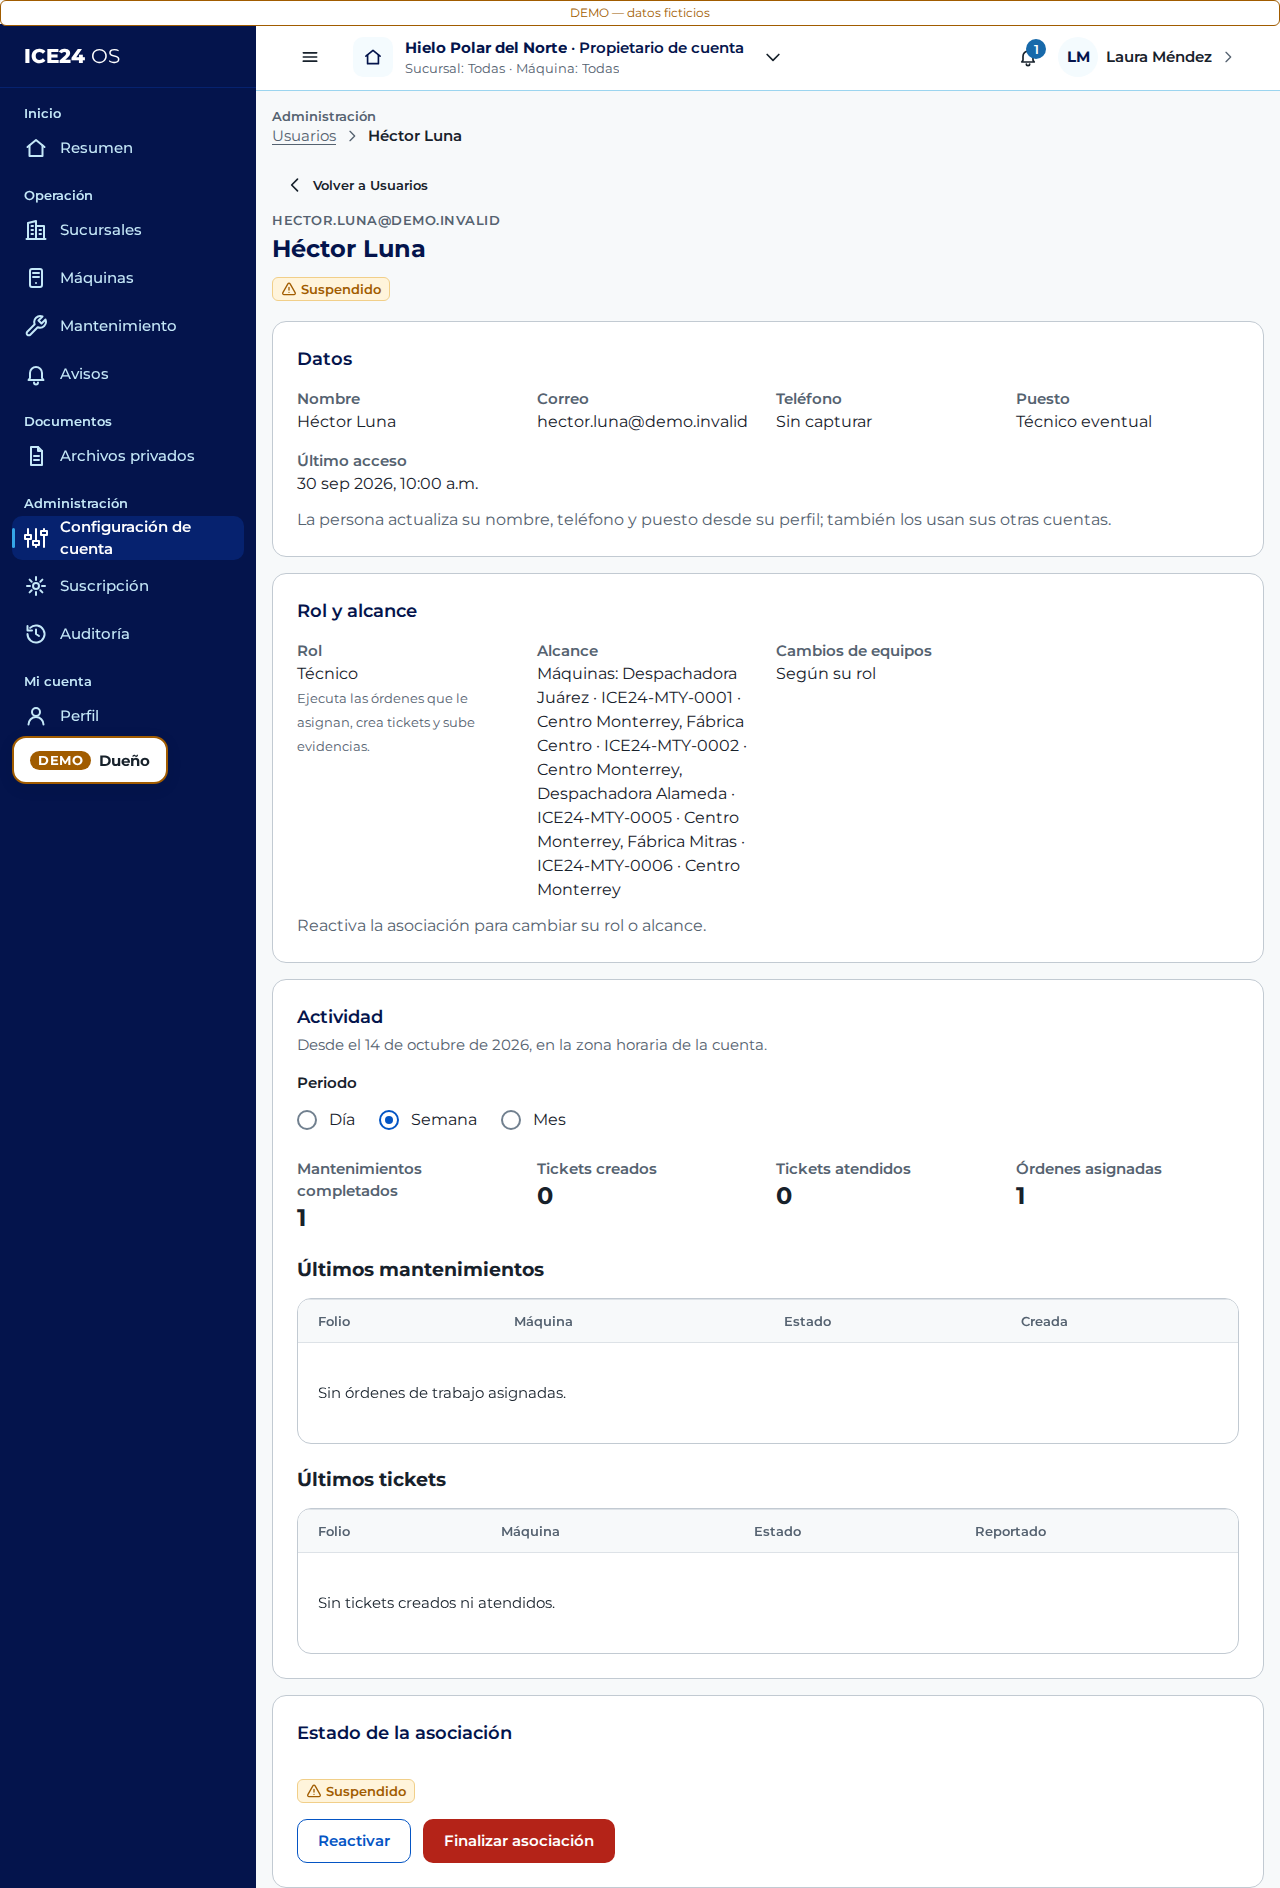 DEMO — datos ficticios
ICE24 OS
Inicio
Resumen
Operación
Sucursales
Máquinas
Mantenimiento
Avisos
Documentos
Archivos privados
Administración
Configuración de
cuenta
Suscripción
Auditoría
Mi cuenta
Perfil
DEMO Dueño
Hielo Polar del Norte · Propietario de cuenta
Sucursal: Todas · Máquina: Todas
1
LM Laura Méndez
Administración
Usuarios Héctor Luna
Volver a Usuarios
HECTOR.LUNA@DEMO.INVALID
Héctor Luna
Suspendido
Datos
Nombre Correo Teléfono Puesto
Héctor Luna hector.luna@demo.invalid Sin capturar Técnico eventual
Último acceso
30 sep 2026, 10:00 a.m.
La persona actualiza su nombre, teléfono y puesto desde su perfil; también los usan sus otras cuentas.
Rol y alcance
Rol
Técnico
Ejecuta las órdenes que le
asignan, crea tickets y sube
evidencias.
Alcance
Máquinas: Despachadora
Juárez · ICE24-MTY-0001 ·
Centro Monterrey, Fábrica
Centro · ICE24-MTY-0002 ·
Centro Monterrey,
Despachadora Alameda ·
ICE24-MTY-0005 · Centro
Monterrey, Fábrica Mitras ·
ICE24-MTY-0006 · Centro
Monterrey
Cambios de equipos
Según su rol
Reactiva la asociación para cambiar su rol o alcance.
Actividad
Desde el 14 de octubre de 2026, en la zona horaria de la cuenta.
Periodo
Día Semana Mes
Mantenimientos
completados
1
Tickets creados
0
Tickets atendidos
0
Órdenes asignadas
1
Últimos mantenimientos
Folio Máquina Estado Creada
Sin órdenes de trabajo asignadas.
Últimos tickets
Folio Máquina Estado Reportado
Sin tickets creados ni atendidos.
Estado de la asociación
Suspendido
Reactivar Finalizar asociación